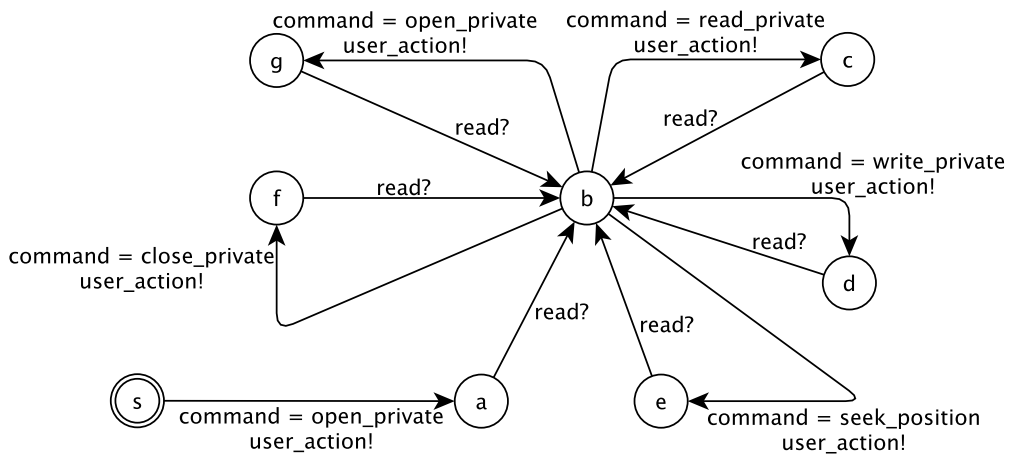 command = open_private
user_action!
command = read_private
user_action!
g
c
read?
read?
command = write_private
user_action!
f
read?
b
read?
d
command = close_private
user_action!
read?
read?
s
a
e
command = open_private
user_action!
command = seek_position
user_action!